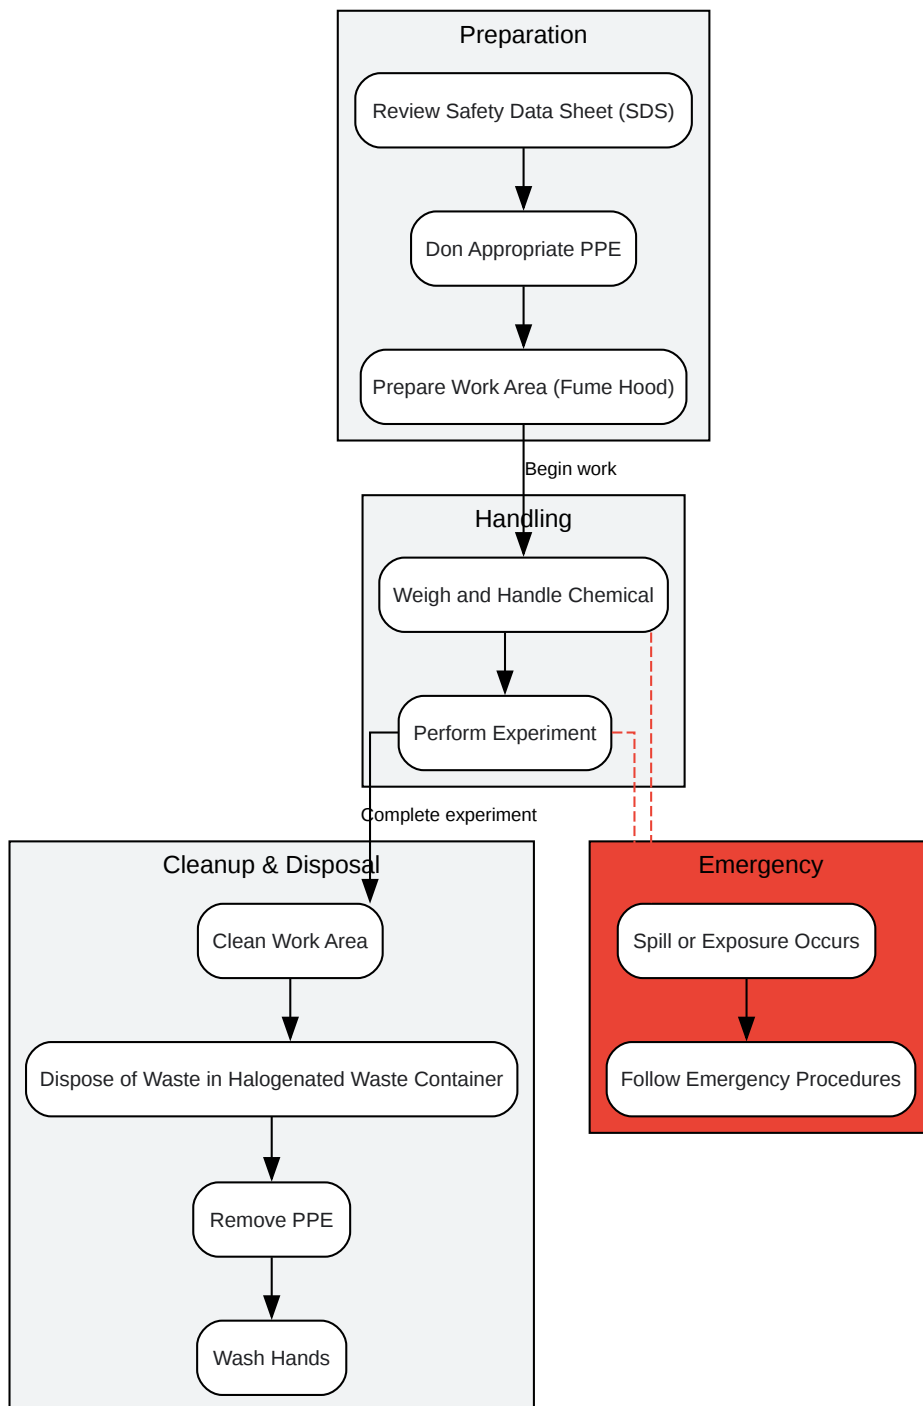 Preparation
Review Safety Data Sheet (SDS)
Don Appropriate PPE
Prepare Work Area (Fume Hood)
Begin work
Handling
Weigh and Handle Chemical
Perform Experiment
Complete experiment
Cleanup & Disposal
Clean Work Area
Dispose of Waste in Halogenated Waste Container
Remove PPE
Wash Hands
Emergency
Spill or Exposure Occurs
Follow Emergency Procedures